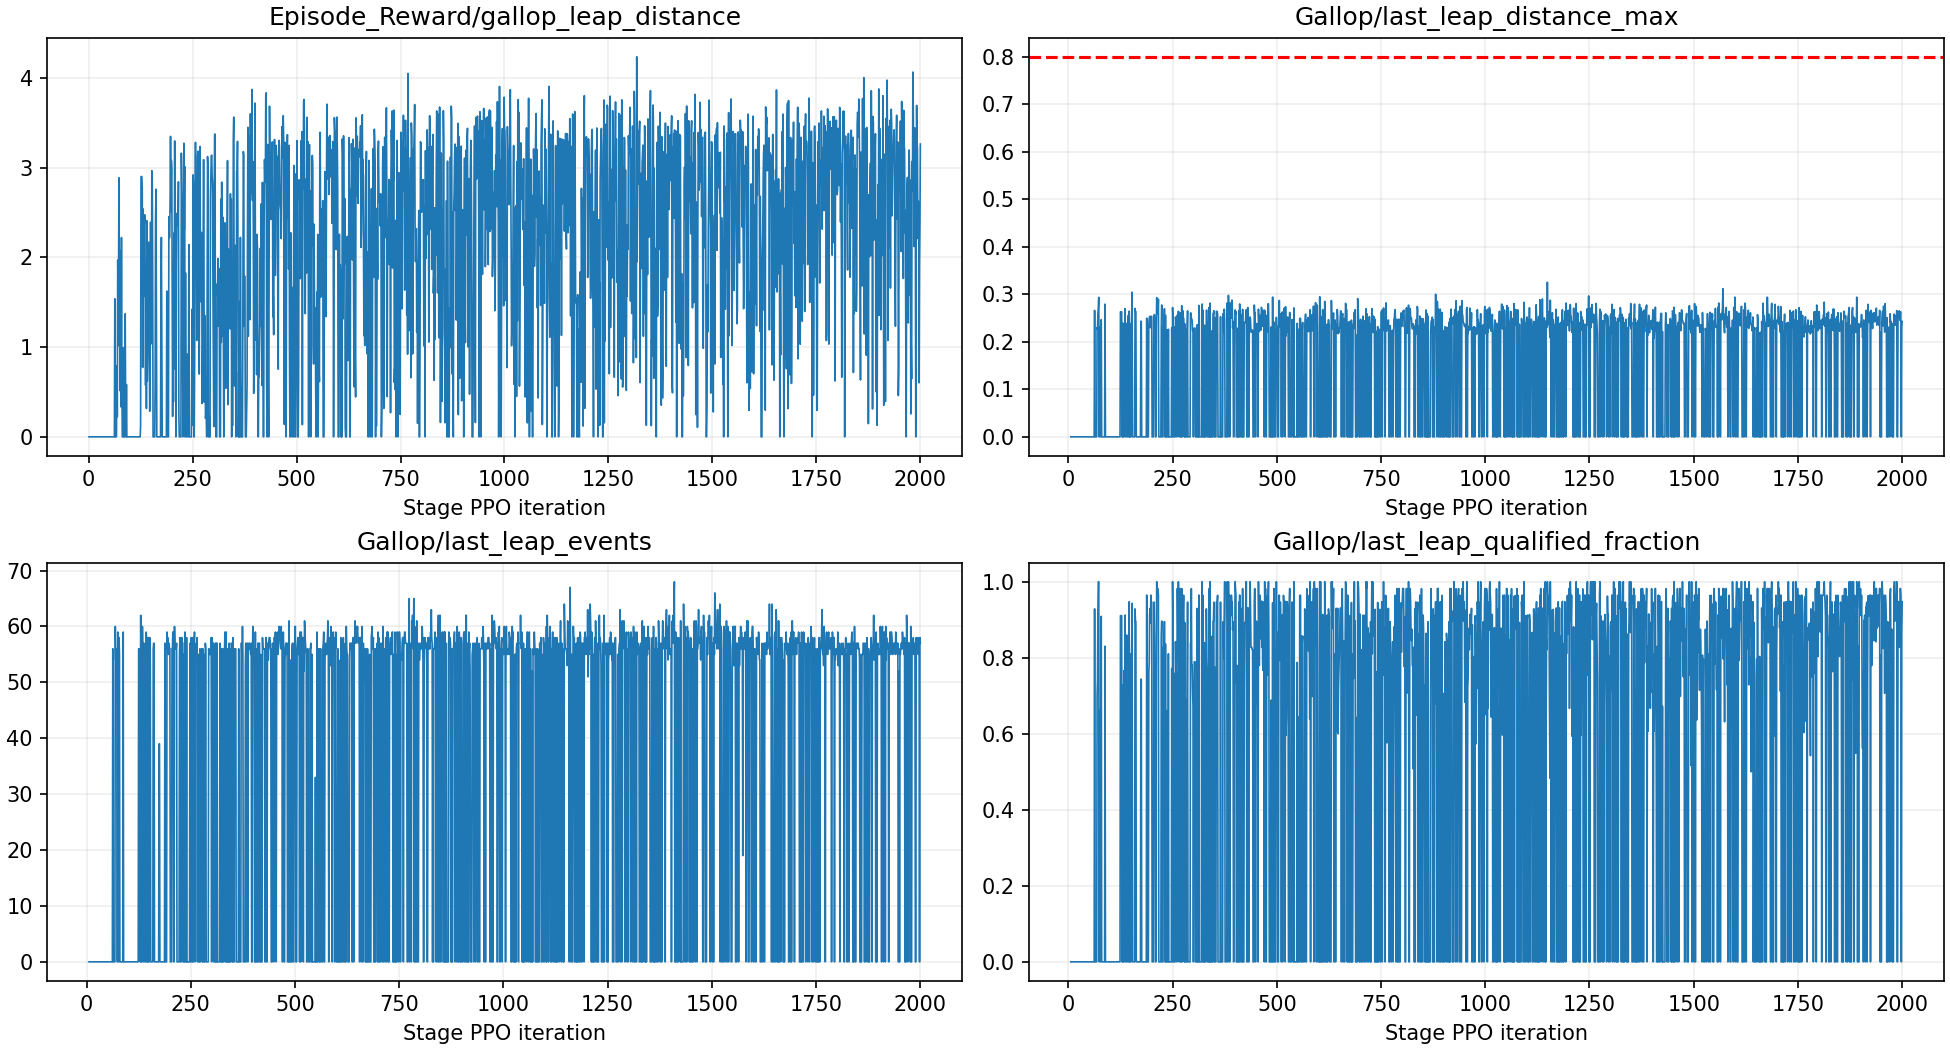 Episode_Reward/gallop_leap_distance
4
3
2
1
0
0 250 500 750 1000 1250 1500 1750 2000
Stage PPO iteration
Gallop/last_leap_distance_max
0.8
0.7
0.6
0.5
0.4
0.3
0.2
0.1
0.0
0 250 500 750 1000 1250 1500 1750 2000
Stage PPO iteration
Gallop/last_leap_events
70
60
50
40
30
20
10
0
0 250 500 750 1000 1250 1500 1750 2000
Stage PPO iteration
Gallop/last_leap_qualified_fraction
1.0
0.8
0.6
0.4
0.2
0.0
0 250 500 750 1000 1250 1500 1750 2000
Stage PPO iteration